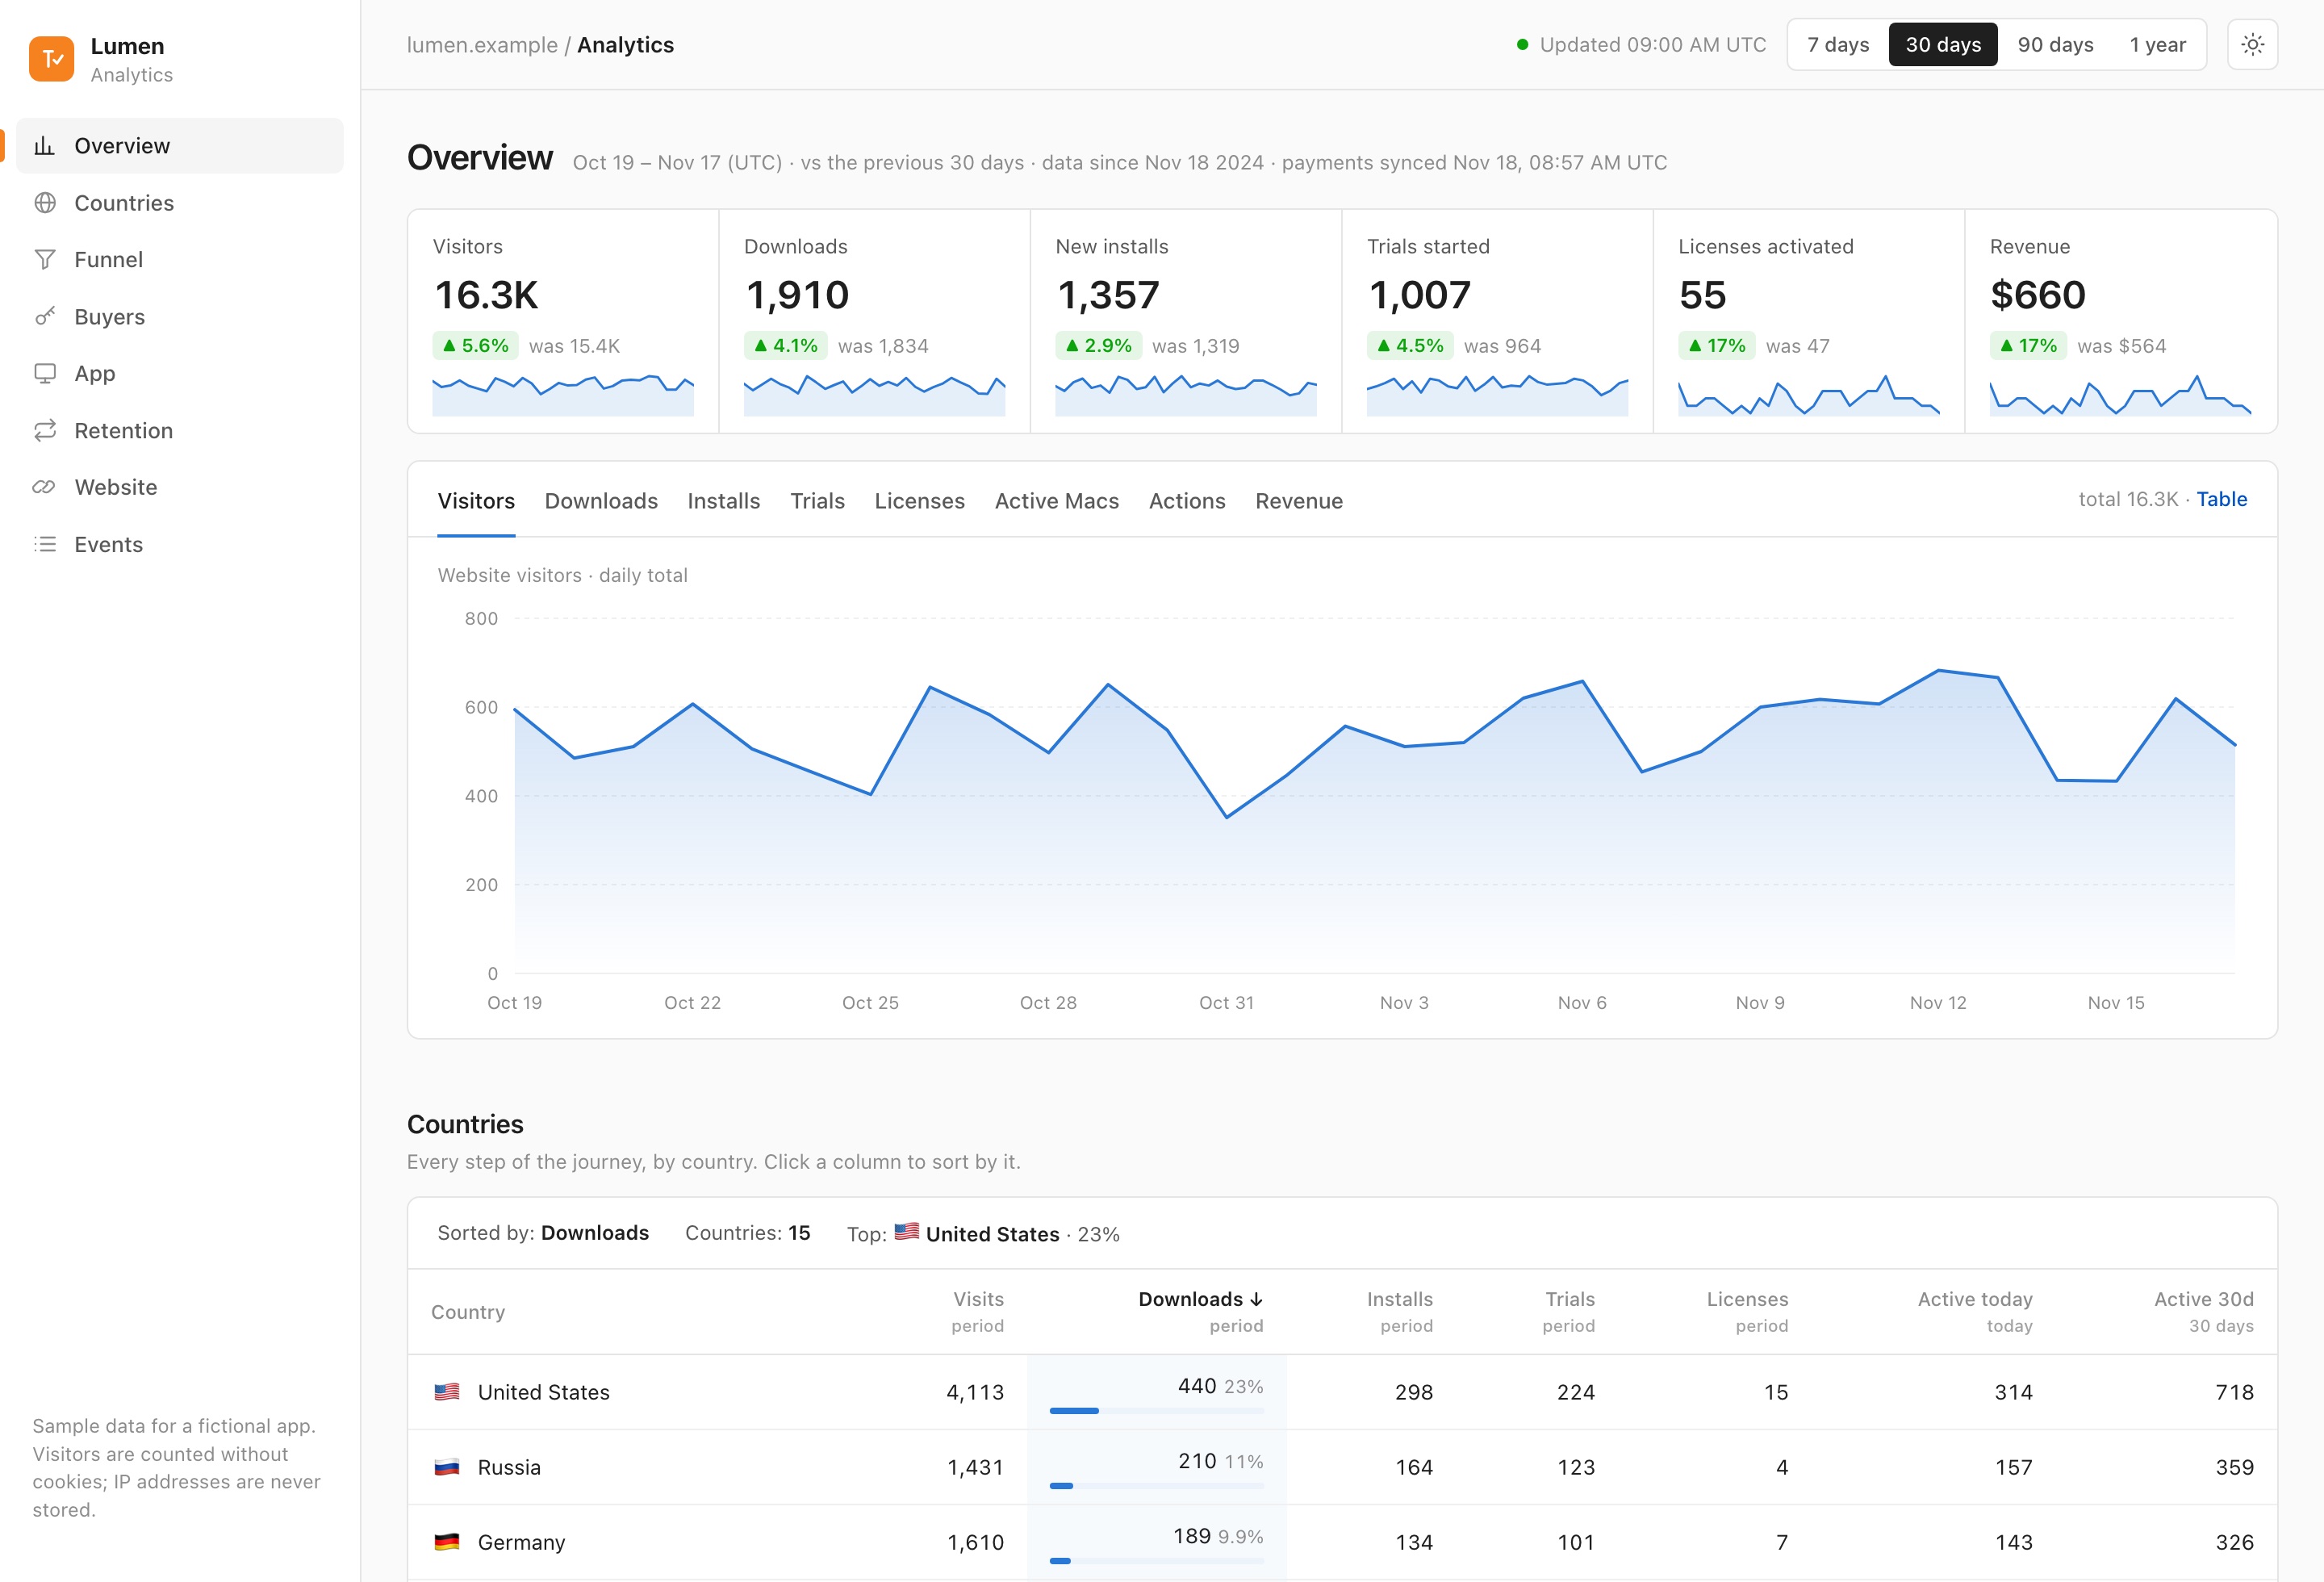 Lumen
Analytics
Overview
Countries
Funnel
Buyers
App
Retention
Website
Events
Sample data for a fictional app.
Visitors are counted without
cookies; IP addresses are never
stored.
lumen.example / Analytics
Updated 09:00 AM UTC
7 days 30 days 90 days 1 year
Overview Oct 19 – Nov 17 (UTC) · vs the previous 30 days · data since Nov 18 2024 · payments synced Nov 18, 08:57 AM UTC
Visitors
16.3K
▲ 5.6% was 15.4K
Downloads
1,910
▲ 4.1% was 1,834
New installs
1,357
▲ 2.9% was 1,319
Trials started
1,007
▲ 4.5% was 964
Licenses activated
55
▲ 17% was 47
Revenue
$660
▲ 17% was $564
Visitors Downloads Installs Trials Licenses Active Macs Actions Revenue
total 16.3K · Table
Website visitors · daily total
800
600
400
200
0
Oct 19 Oct 22 Oct 25 Oct 28 Oct 31 Nov 3 Nov 6 Nov 9 Nov 12 Nov 15
Countries
Every step of the journey, by country. Click a column to sort by it.
Sorted by: Downloads Countries: 15 Top: 🇺🇸 United States · 23%
Country Visits period Downloads ↓ period Installs period Trials period Licenses period Active today today Active 30d 30 days
🇺🇸 United States 4,113 440 23% 298 224 15 314 718
🇷🇺 Russia 1,431 210 11% 164 123 4 157 359
🇩🇪 Germany 1,610 189 9.9% 134 101 7 143 326